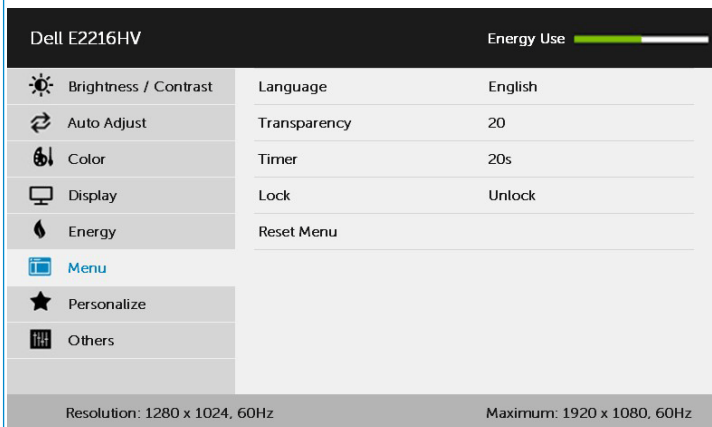 Dell E2216HV Energy Use
Brightness / Contrast Language English
Auto Adjust Transparency 20
Color Timer 20s
Display Lock Unlock
Energy Reset Menu
Menu
Personalize
Others
Resolution: 1280 x 1024, 60Hz Maximum: 1920 x 1080, 60Hz